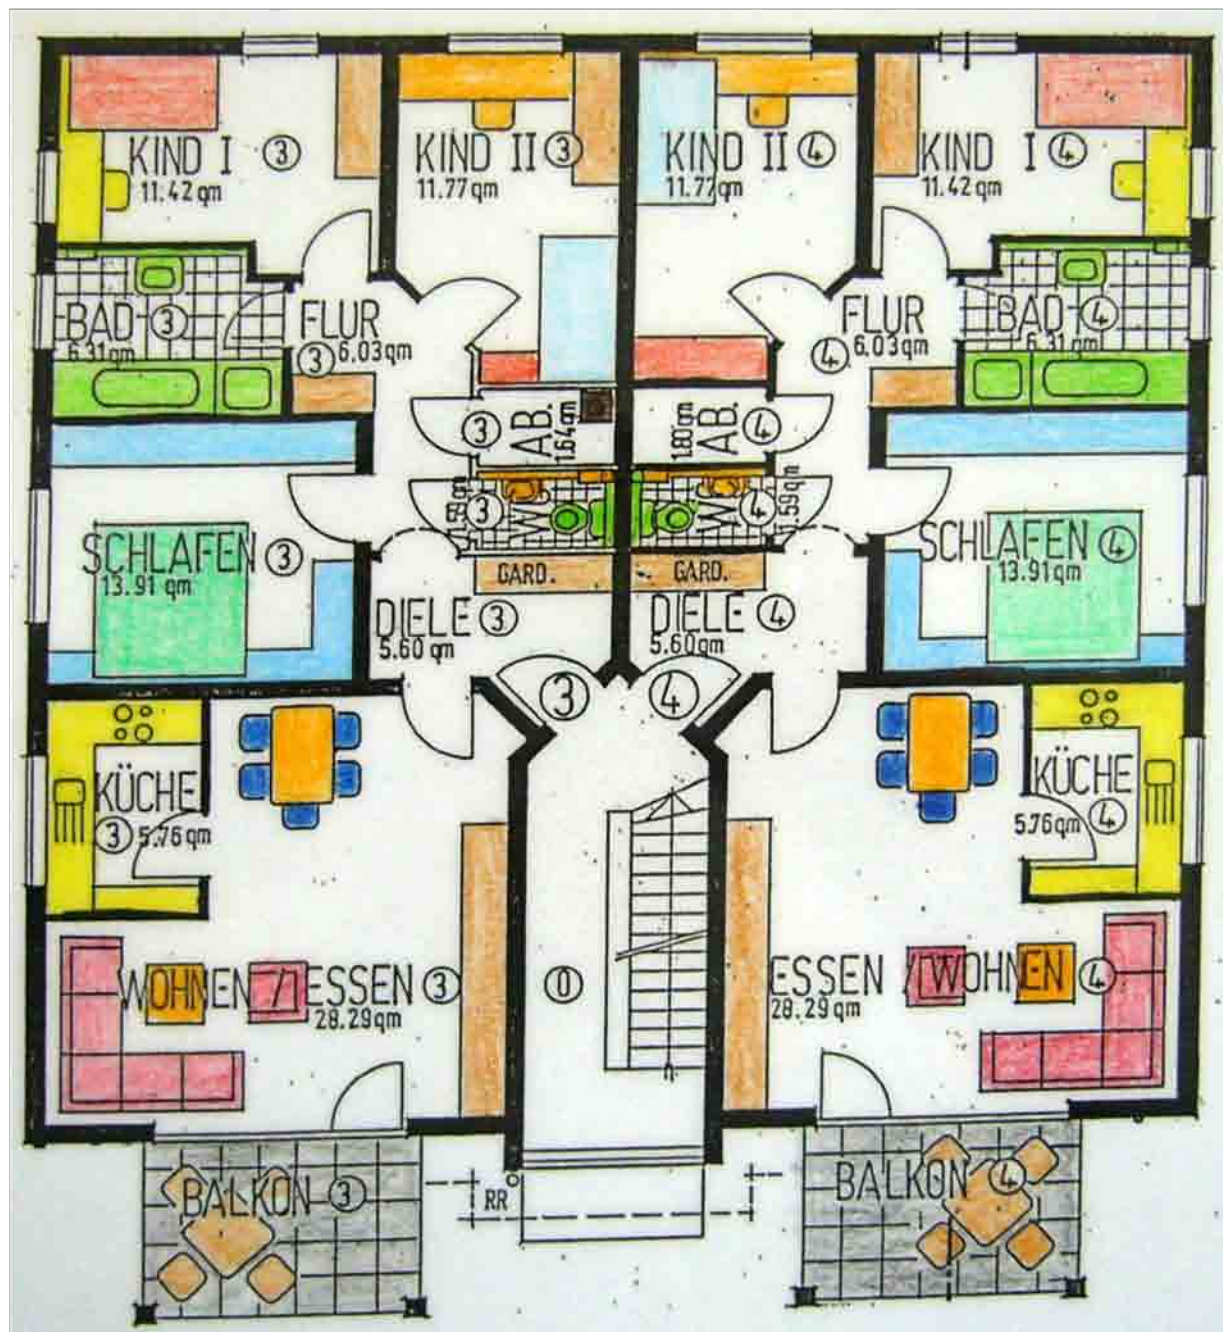 KIND I ③
11.42 qm
KIND II ③
11.77 qm
KIND II ④
11.77 qm
KIND I ④
11.42 qm
BAD ③
6.31 qm
FLUR
③ 6.03 qm
FLUR
④ 6.03 qm
BAD ④
6.31 qm
③ AB.
1.64 qm
1.80 qm
AB. ④
③ W
④ W
1.59 qm
SCHLAFEN ③
13.91 qm
GARD.
GARD.
SCHLAFEN ④
13.91 qm
DIELE ③
5.60 qm
DIELE ④
5.60 qm
③
④
KÜCHE
③ 5.76 qm
KÜCHE
5.76 qm ④
WOHNEN / ESSEN ③
28.29 qm
0
ESSEN / WOHNEN ④
28.29 qm
BALKON ③
RR
BALKON ④